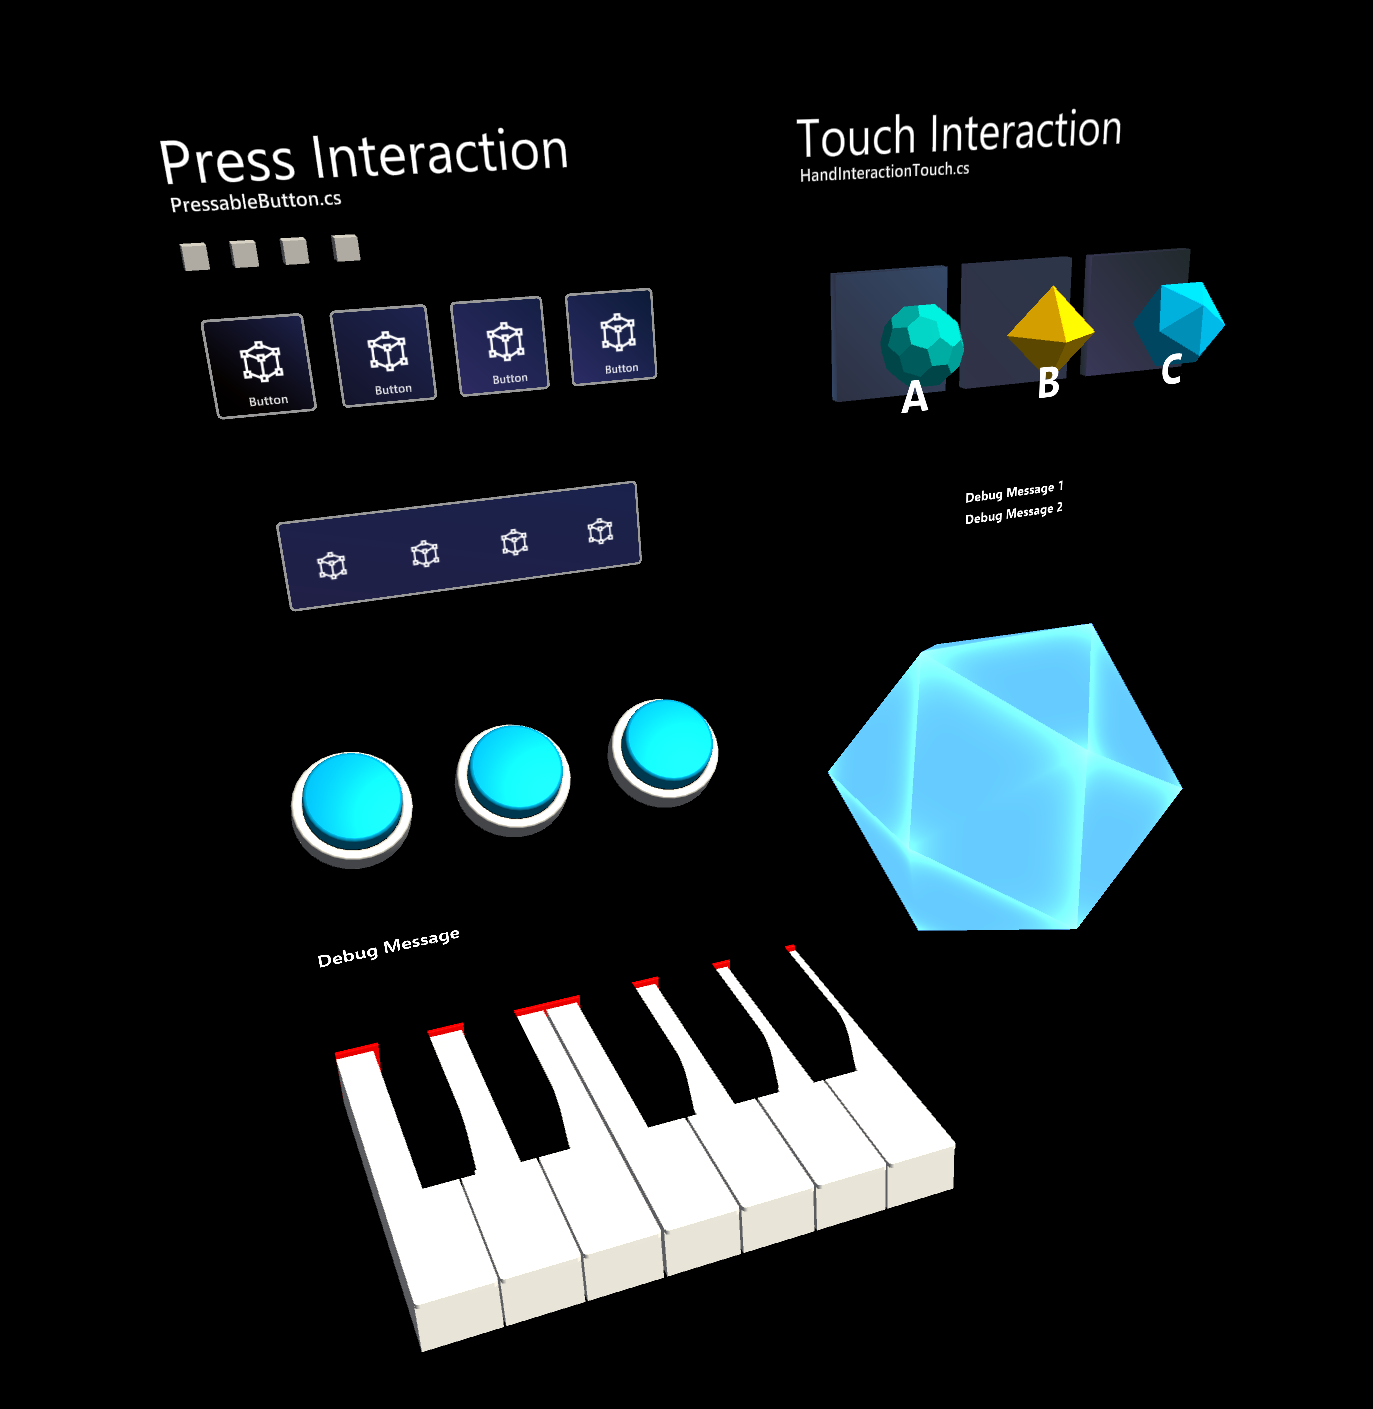 Press Interaction
PressableButton.cs
Button
Button
Button
Button
Debug Message
Touch Interaction
HandInteractionTouch.cs
A
B
C
Debug Message 1
Debug Message 2